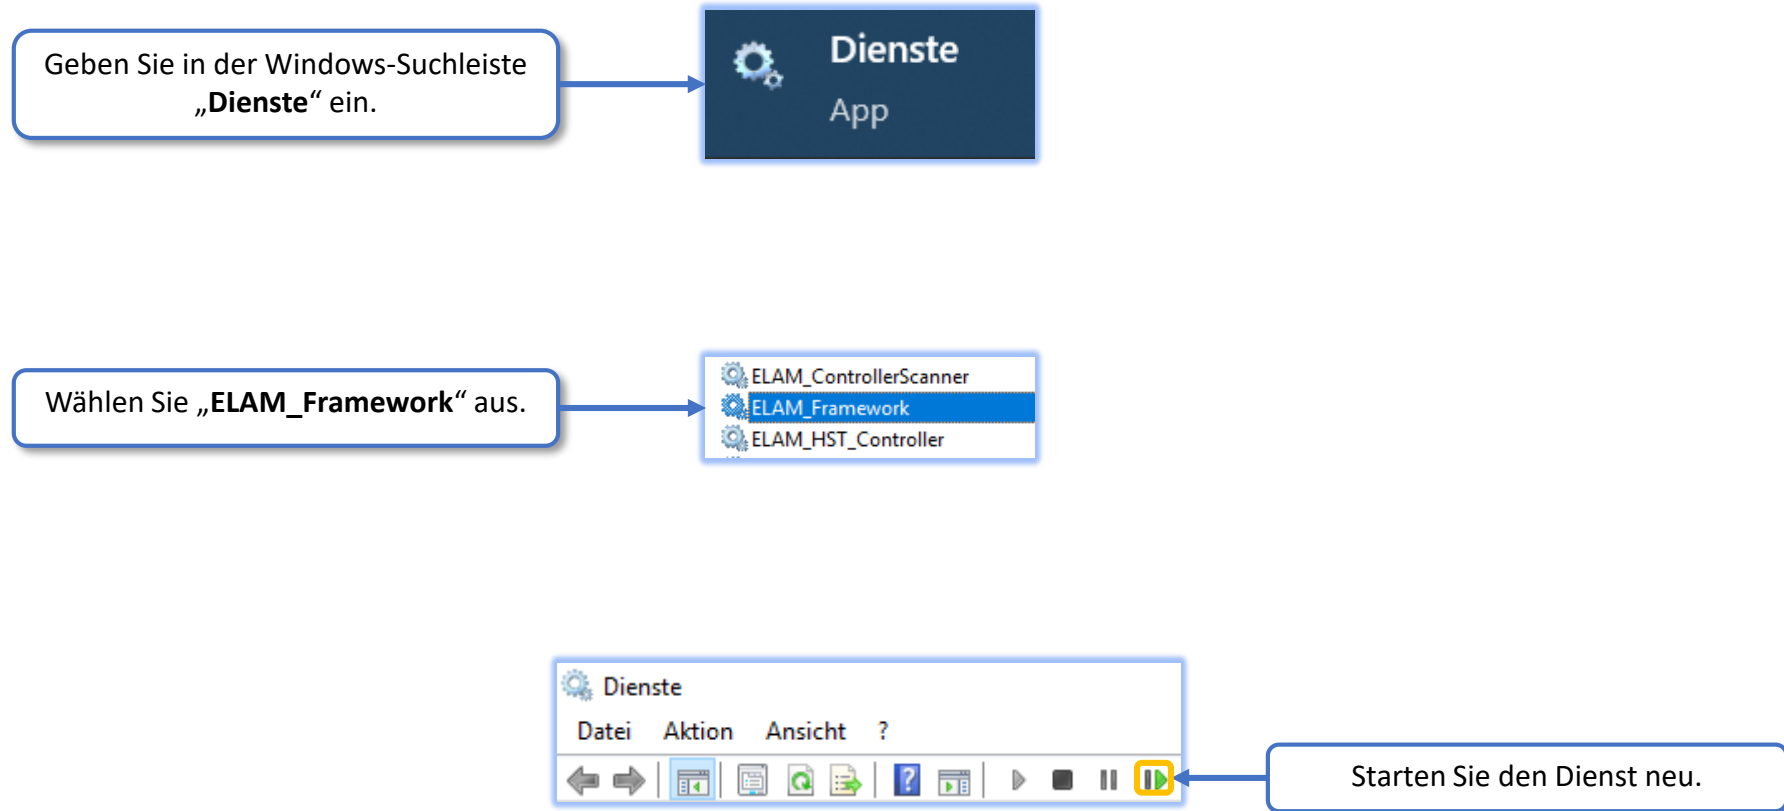 Geben Sie in der Windows-Suchleiste
„Dienste“ ein.
Dienste
App
Wählen Sie „ELAM_Framework“ aus.
ELAM_ControllerScanner
ELAM_Framework
ELAM_HST_Controller
Dienste
Datei Aktion Ansicht ?
Starten Sie den Dienst neu.